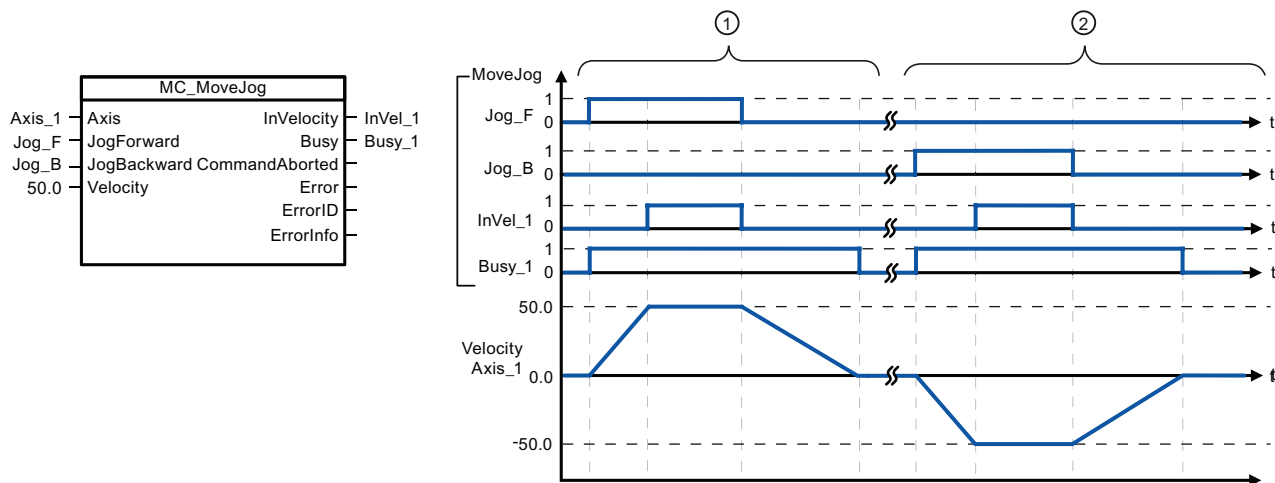 ① ②
MC_MoveJog
Axis_1 Axis InVelocity InVel_1
Jog_F JogForward Busy Busy_1
Jog_B JogBackward CommandAborted
50.0 Velocity Error
ErrorID
ErrorInfo
MoveJog
1
Jog_F 0 t
1
Jog_B 0 t
1
InVel_1 0 t
1
Busy_1 0 t
50.0
Velocity
Axis_1 0.0 t
-50.0